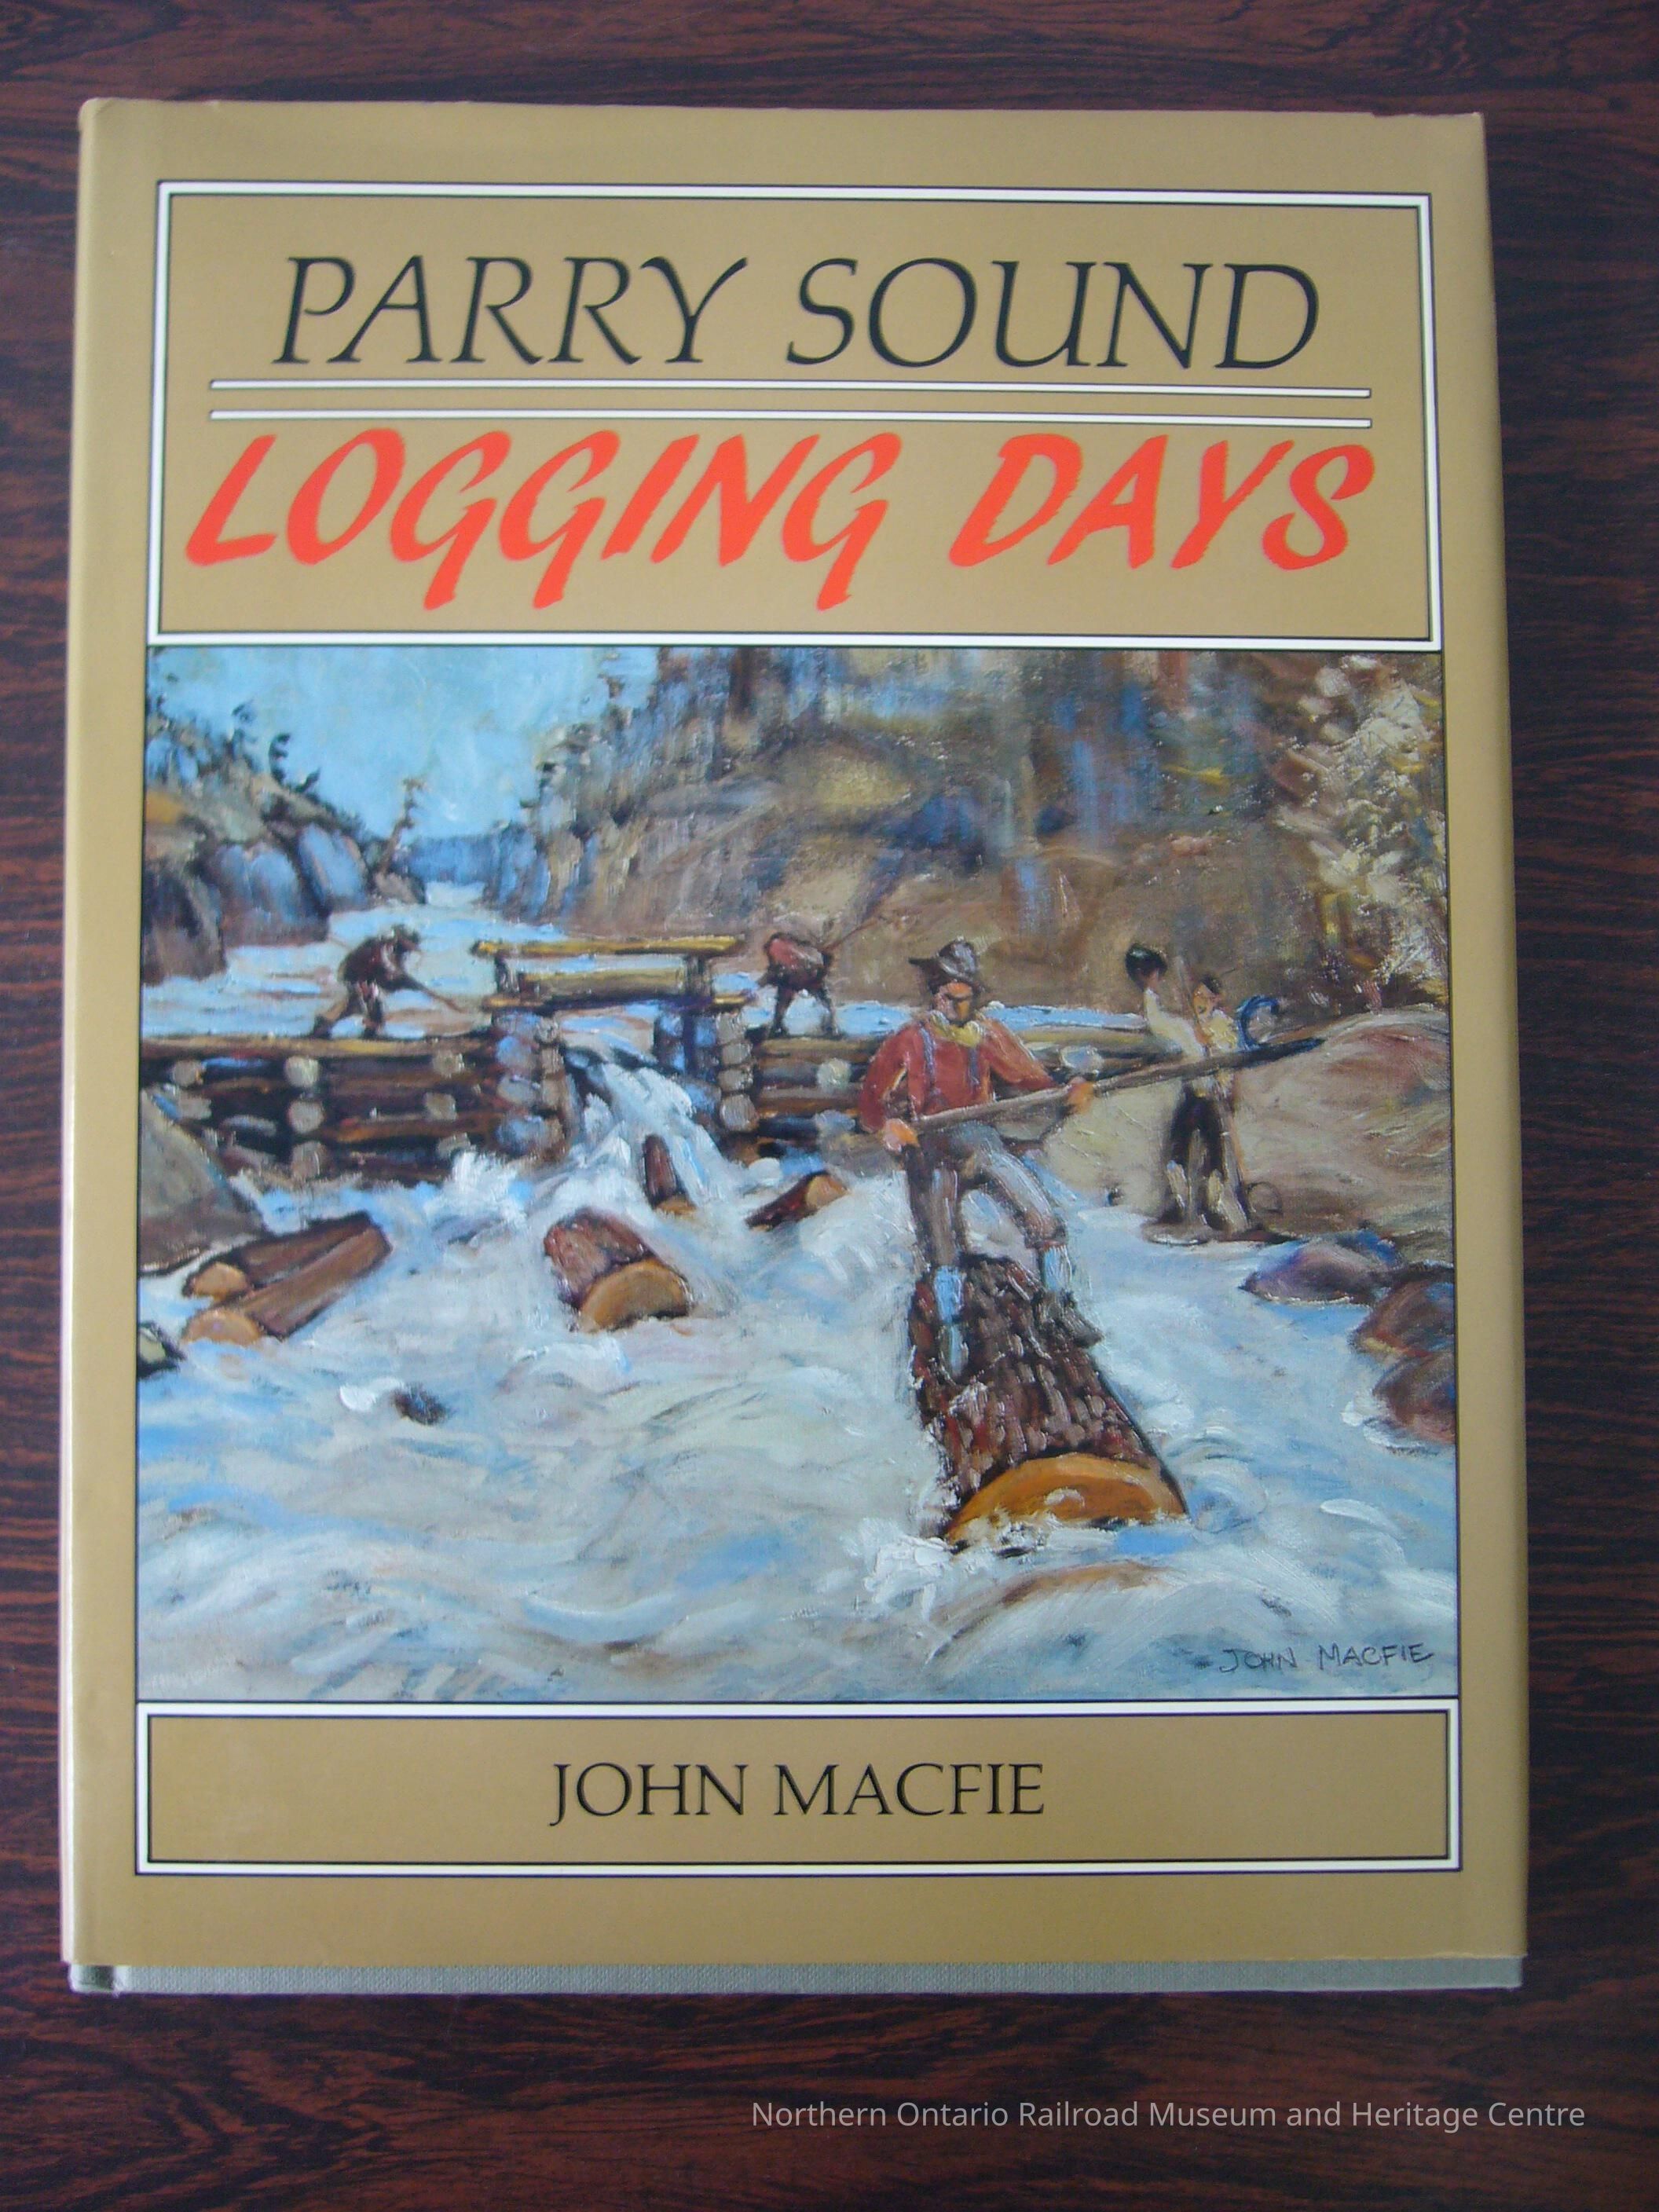 PARRY SOUND
LOGGING DAYS
JOHN MACFIE
JOHN MACFIE
Northern Ontario Railroad Museum and Heritage Centre